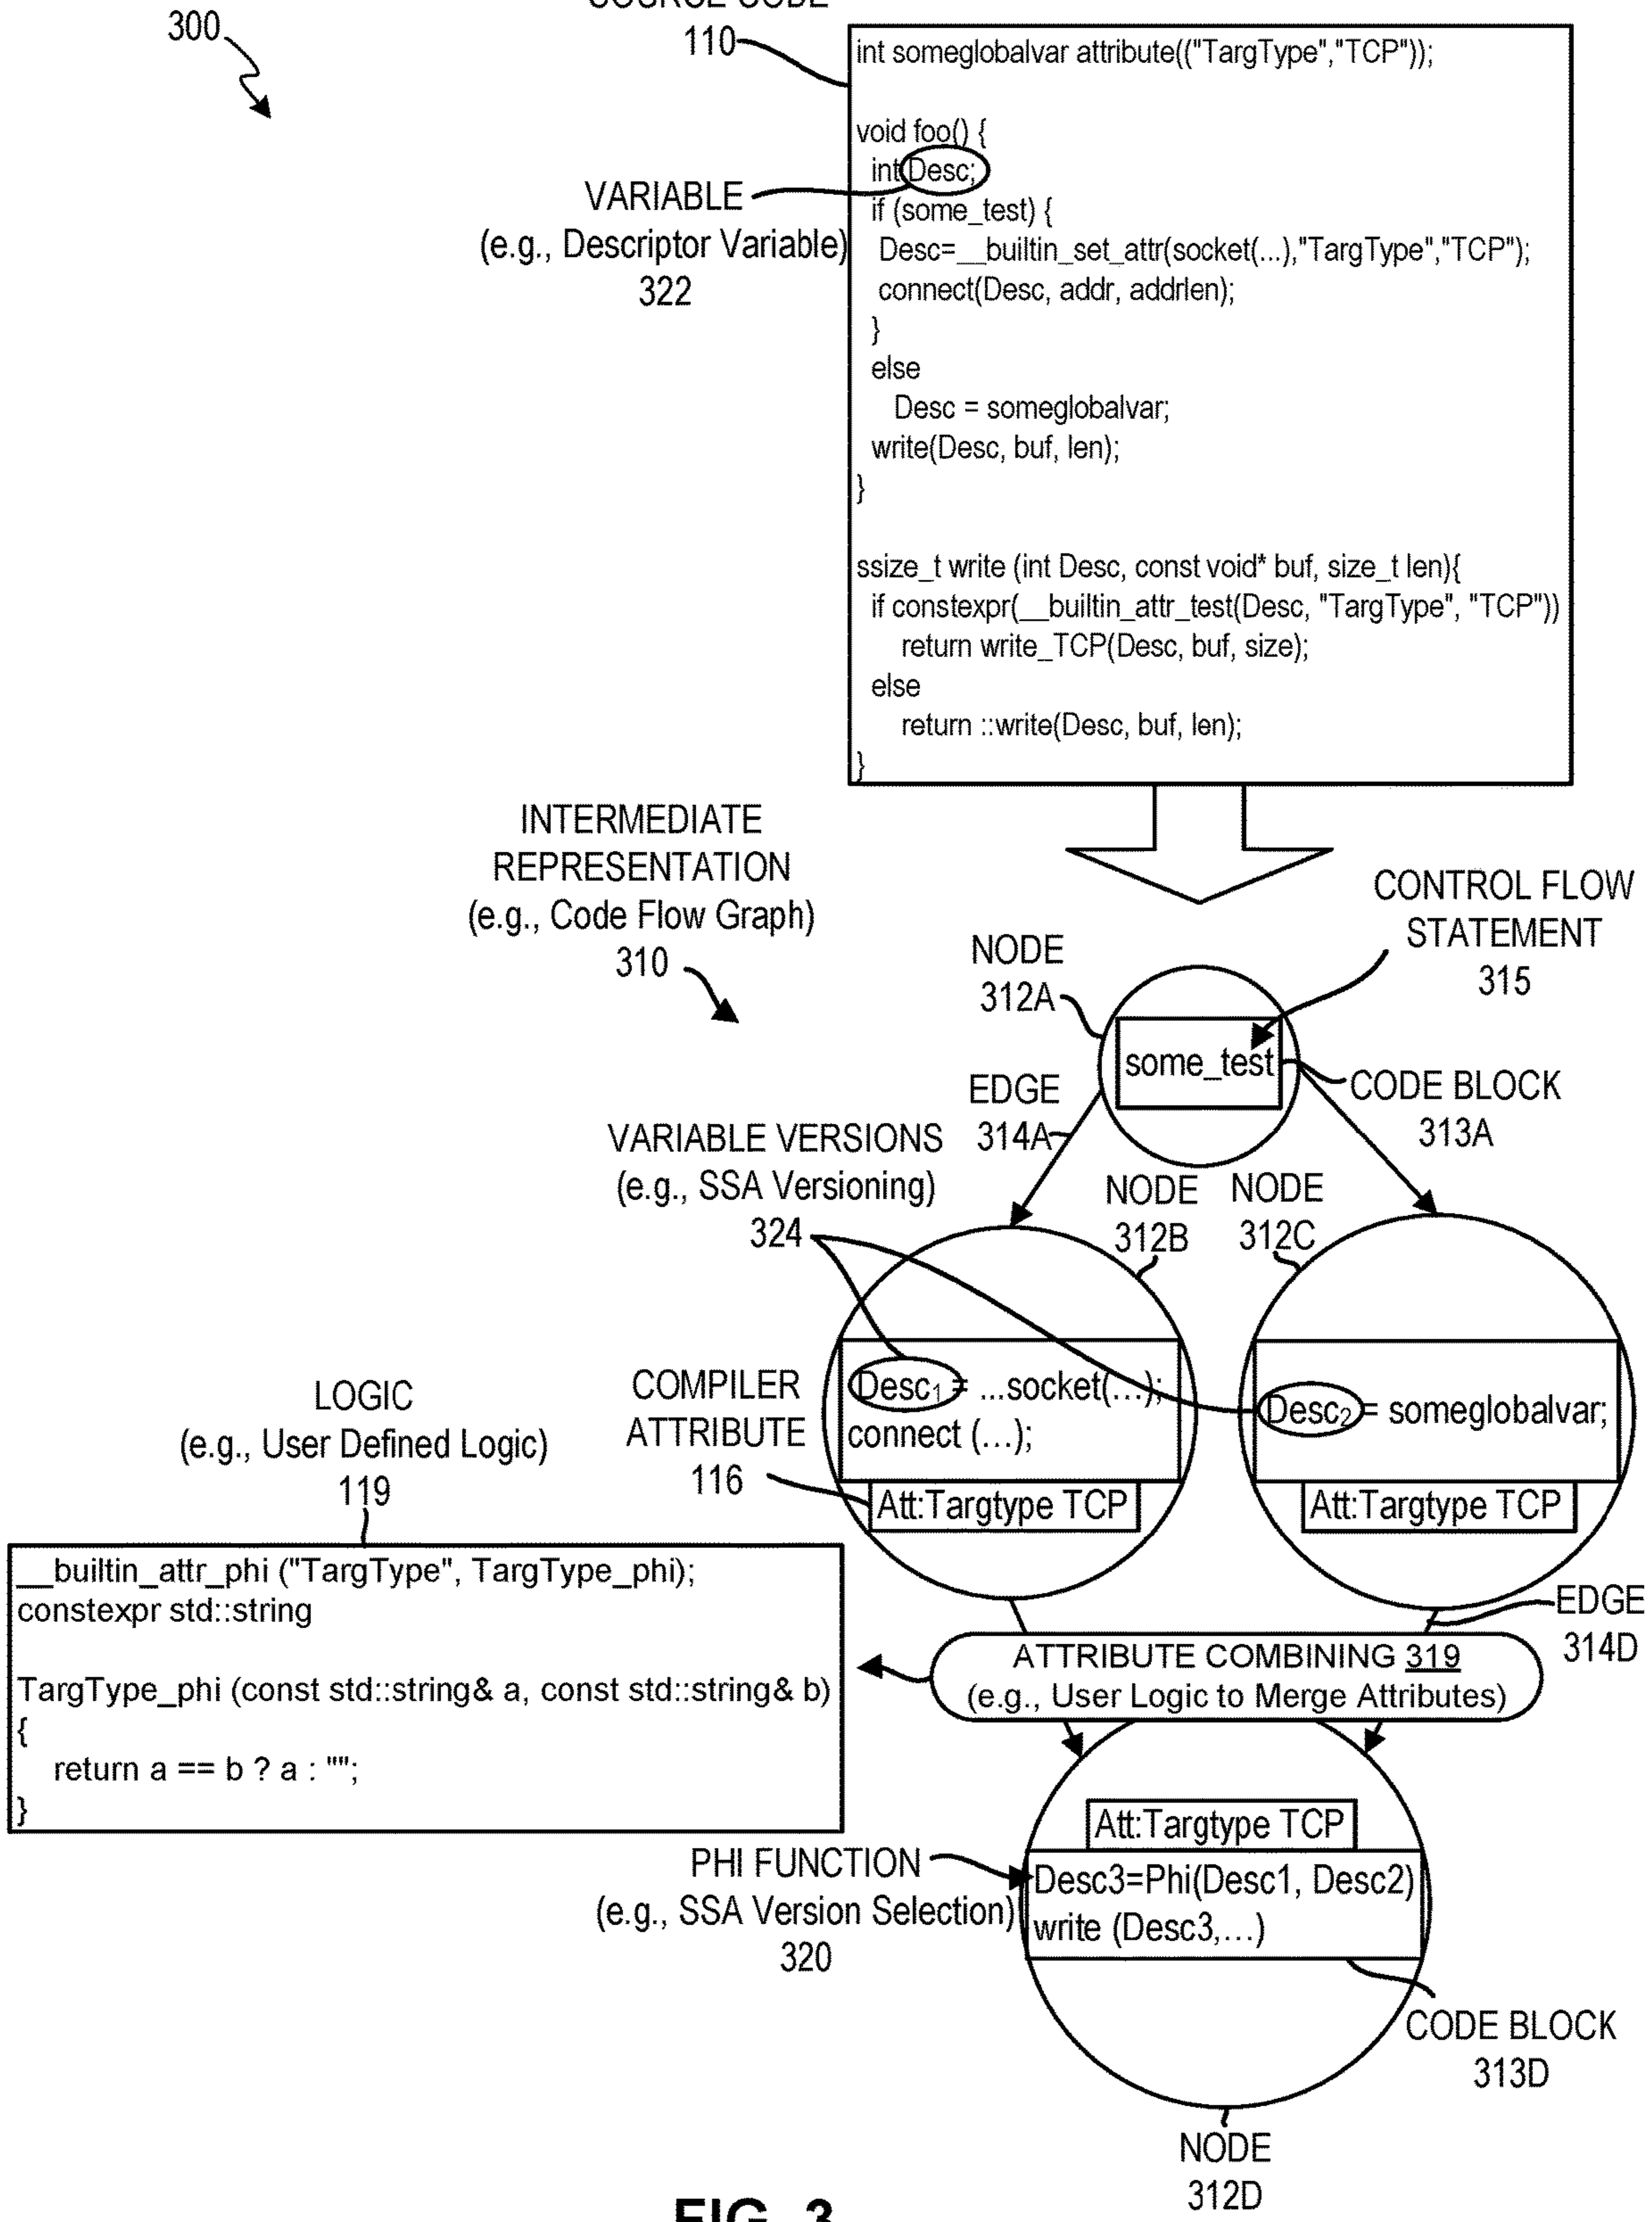 300
SOURCE CODE
110
int someglobalvar attribute(("TargType","TCP"));
void foo() {
int Desc;
if (some_test) {
Desc=__builtin_set_attr(socket(...),"TargType","TCP");
connect(Desc, addr, addrlen);
}
else
Desc = someglobalvar;
write(Desc, buf, len);
}
ssize_t write (int Desc, const void* buf, size_t len){
if constexpr(__builtin_attr_test(Desc, "TargType", "TCP"))
return write_TCP(Desc, buf, size);
else
return ::write(Desc, buf, len);
}
VARIABLE
(e.g., Descriptor Variable)
322
INTERMEDIATE
REPRESENTATION
(e.g., Code Flow Graph)
310
CONTROL FLOW
STATEMENT
315
NODE
312A
some_test
CODE BLOCK
313A
EDGE
314A
VARIABLE VERSIONS
(e.g., SSA Versioning)
324
NODE
312B
NODE
312C
Desc₁ = ...socket(...);
connect (...);
Att:Targtype TCP
Desc₂ = someglobalvar;
Att:Targtype TCP
COMPILER
ATTRIBUTE
116
LOGIC
(e.g., User Defined Logic)
119
__builtin_attr_phi ("TargType", TargType_phi);
constexpr std::string
TargType_phi (const std::string& a, const std::string& b)
{
return a == b ? a : "";
}
EDGE
314D
ATTRIBUTE COMBINING 319
(e.g., User Logic to Merge Attributes)
Att:Targtype TCP
Desc3=Phi(Desc1, Desc2)
write (Desc3,...)
PHI FUNCTION
(e.g., SSA Version Selection)
320
CODE BLOCK
313D
NODE
312D
FIG. 3